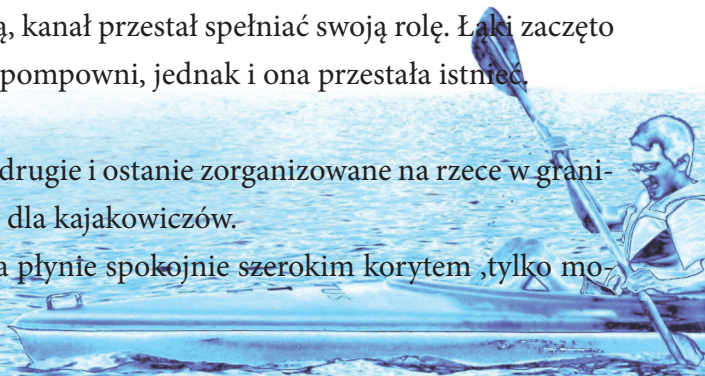 ą, kanał przestał spełniać swoją rolę. Łąki zaczęto
pompowni, jednak i ona przestała istnieć.
drugie i ostanie zorganizowane na rzece w grani-
dla kajakowiczów.
a płynie spokojnie szerokim korytem ,tylko mo-